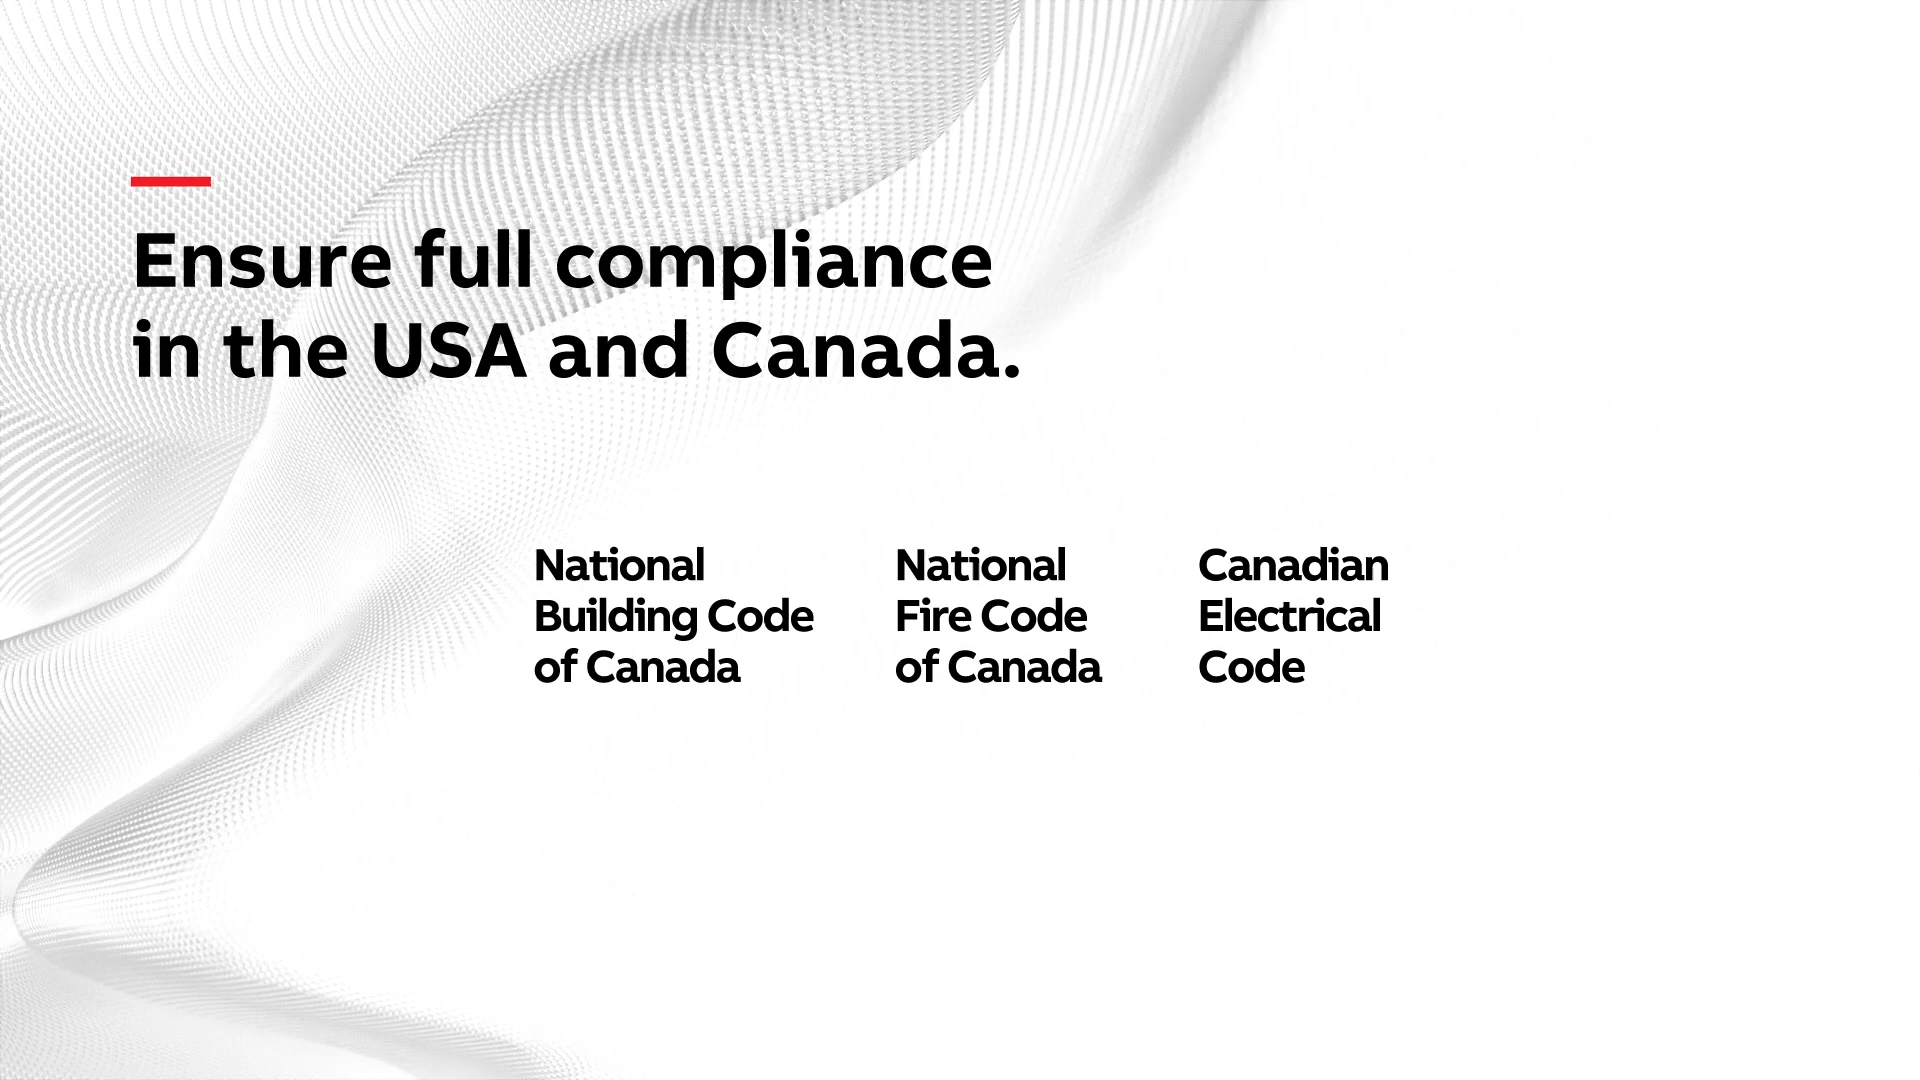 Ensure full compliance
in the USA and Canada.
National
Building Code
of Canada
National
Fire Code
of Canada
Canadian
Electrical
Code